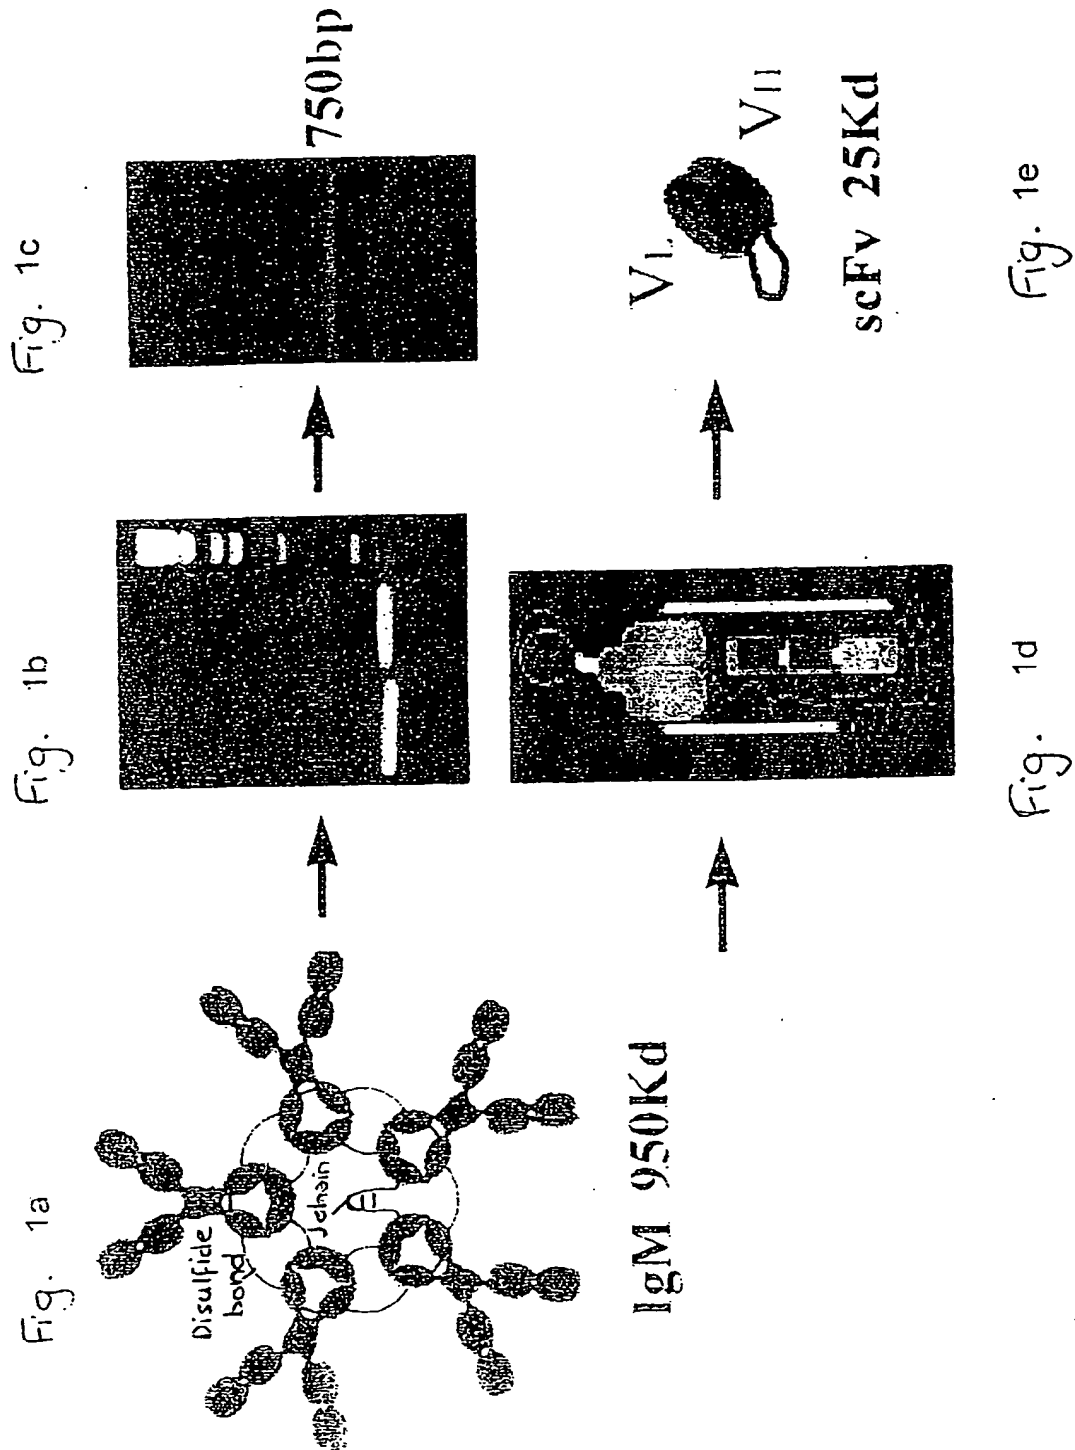 Fig. 1a
Disulfide
bond
Jchain
IgM 950Kd
Fig. 1b
Fig. 1c
750bp
Fig. 1d
VL
VH
scFv 25Kd
Fig. 1e